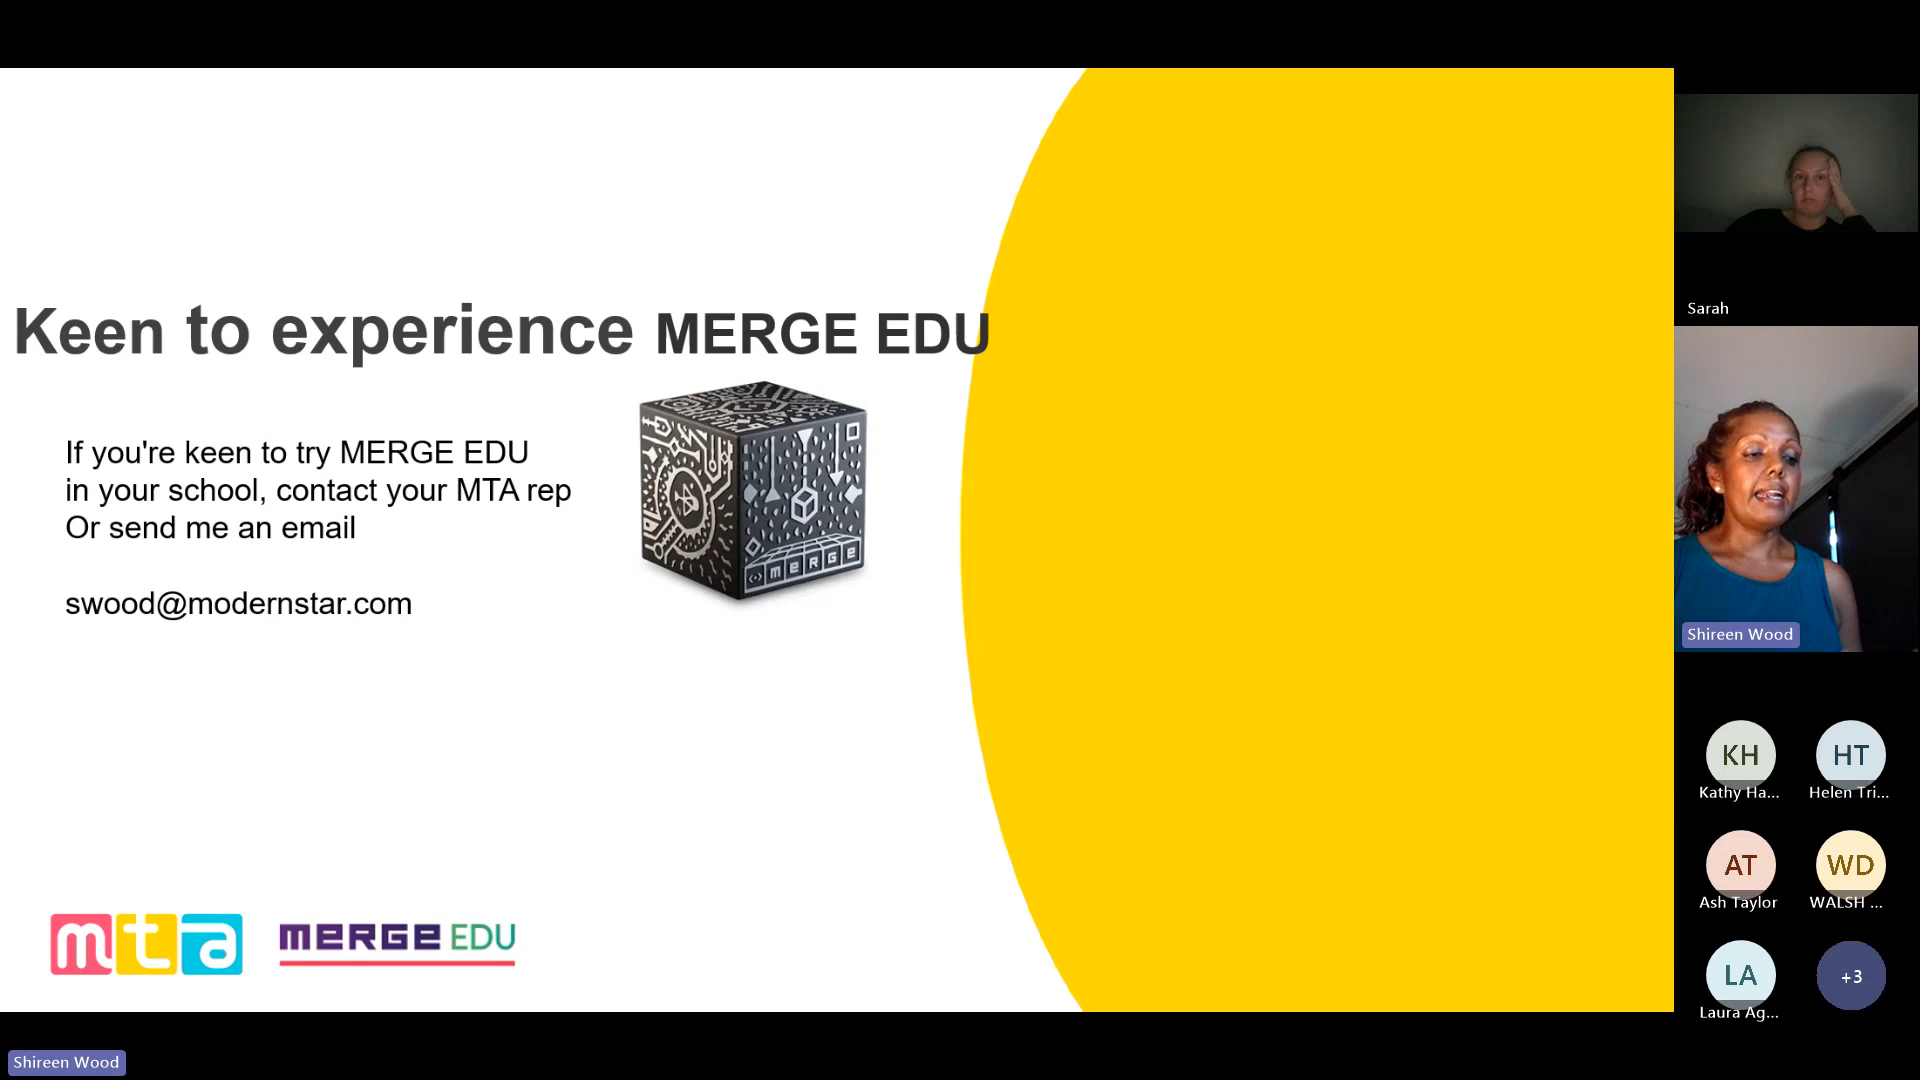 Keen to experience MERGE EDU
If you're keen to try MERGE EDU
in your school, contact your MTA rep
Or send me an email
swood@modernstar.com
MERGE
mta
MERGE EDU
Sarah
Shireen Wood
KH
HT
Kathy Ha...
Helen Tri...
AT
WD
Ash Taylor
WALSH ...
LA
+3
Laura Ag...
Shireen Wood